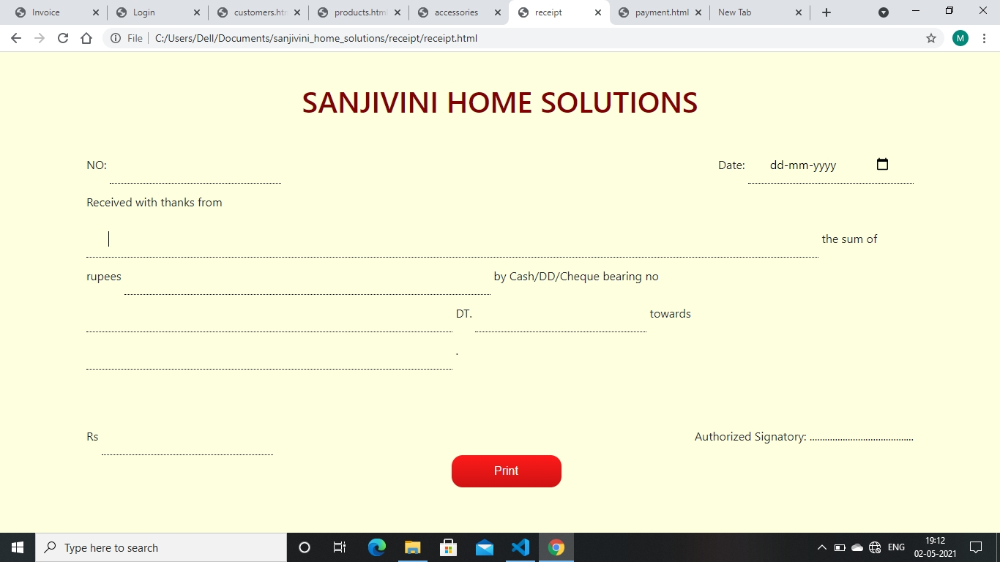 Invoice Login customers.htm products.html accessories receipt payment.html New Tab
File C:/Users/Dell/Documents/sanjivini_home_solutions/receipt/receipt.html M
SANJIVINI HOME SOLUTIONS
NO: Date: dd-mm-yyyy
Received with thanks from
the sum of
rupees by Cash/DD/Cheque bearing no
DT. towards
.
Rs Authorized Signatory: .........................................
Print
Type here to search ENG 19:12
02-05-2021